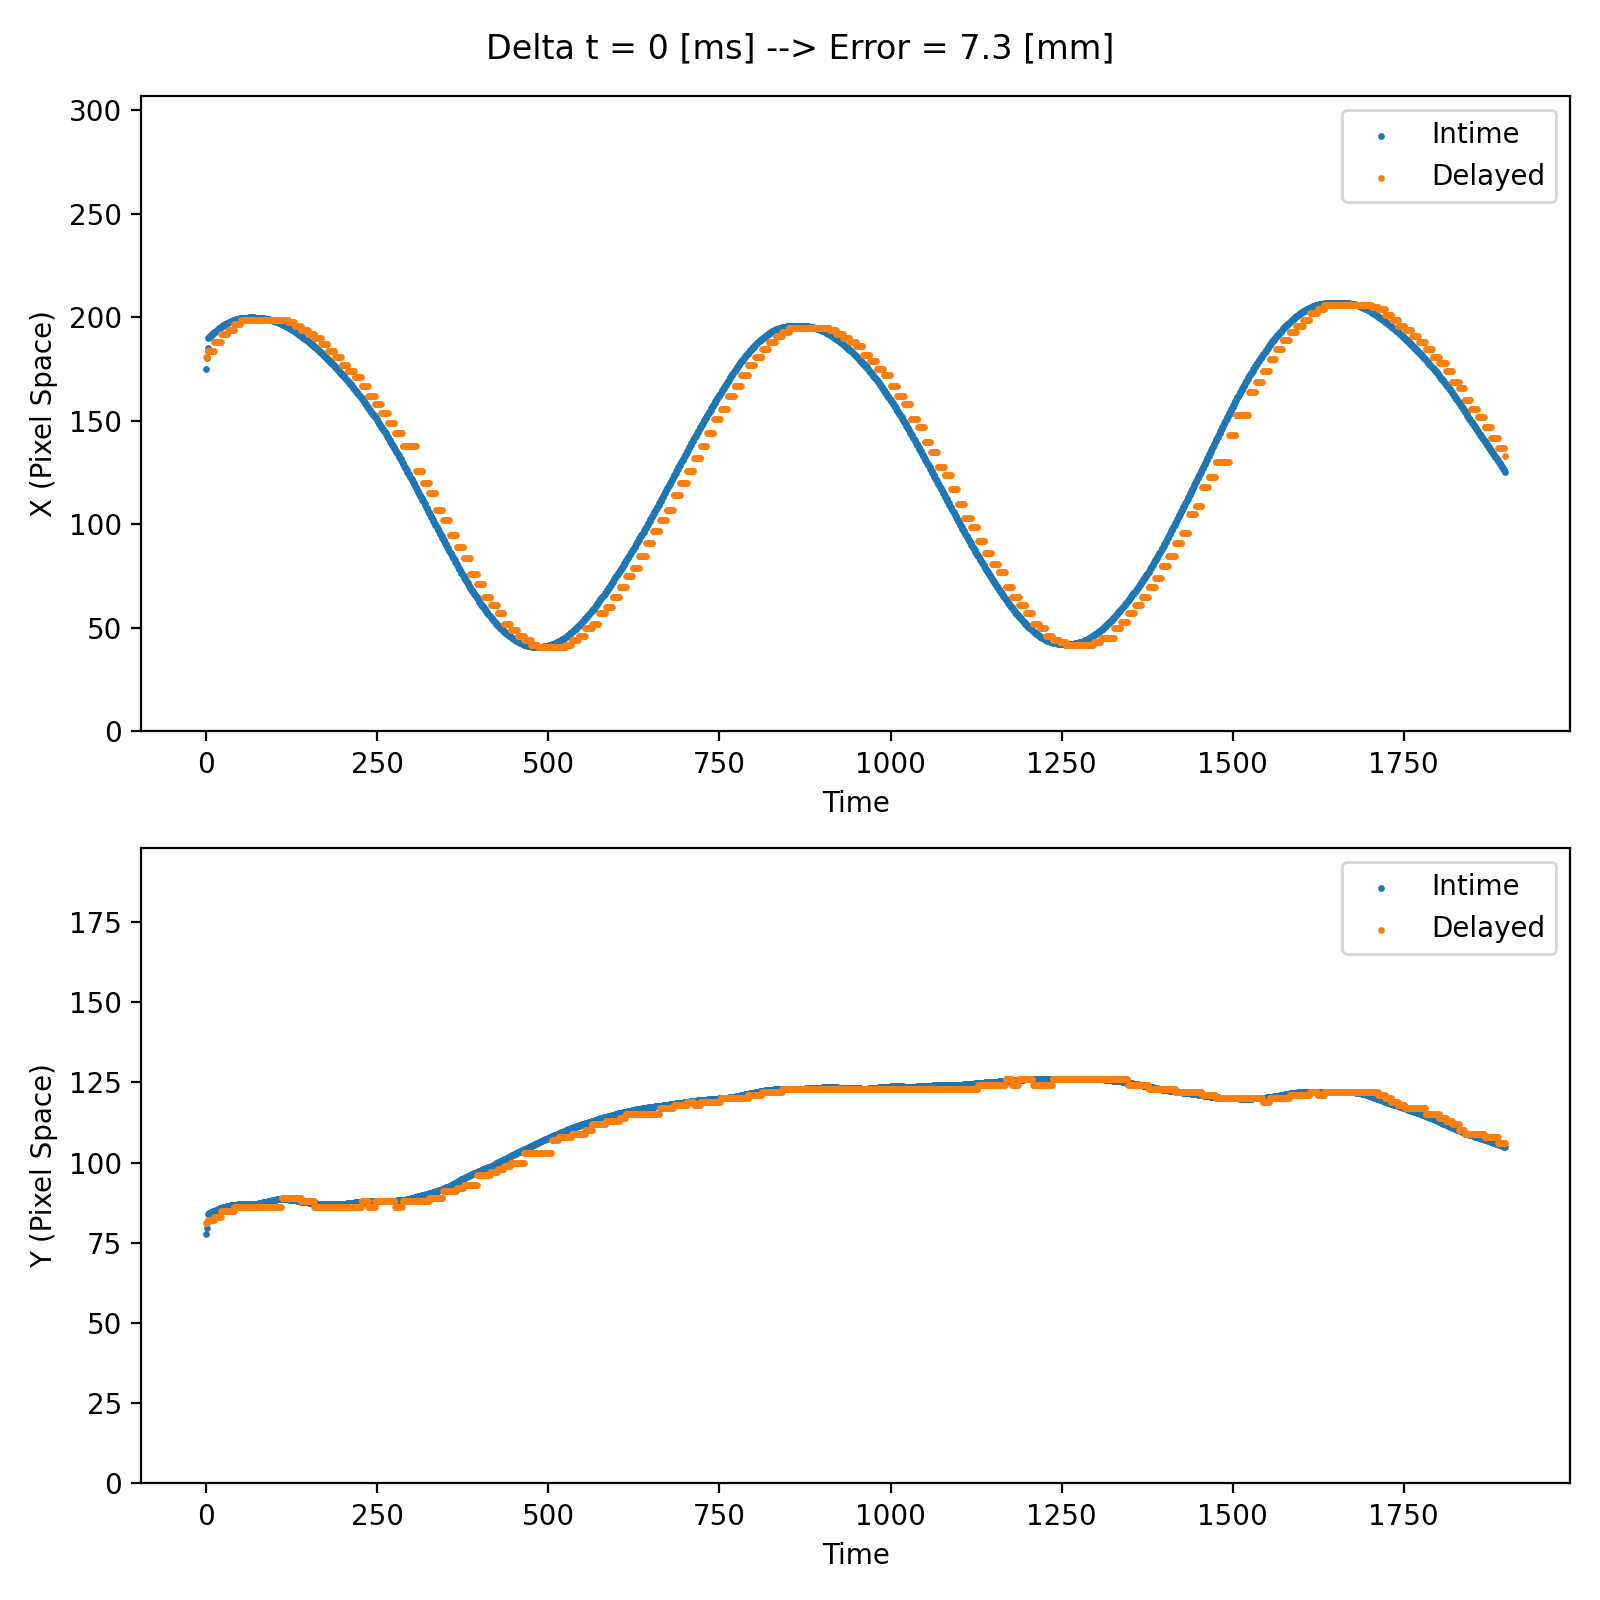 Delta t = 0 [ms] --> Error = 7.3 [mm]
300
250
200
150
100
50
0
X (Pixel Space)
Intime
Delayed
0 250 500 750 1000 1250 1500 1750
Time
175
150
125
100
75
50
25
0
Y (Pixel Space)
Intime
Delayed
0 250 500 750 1000 1250 1500 1750
Time